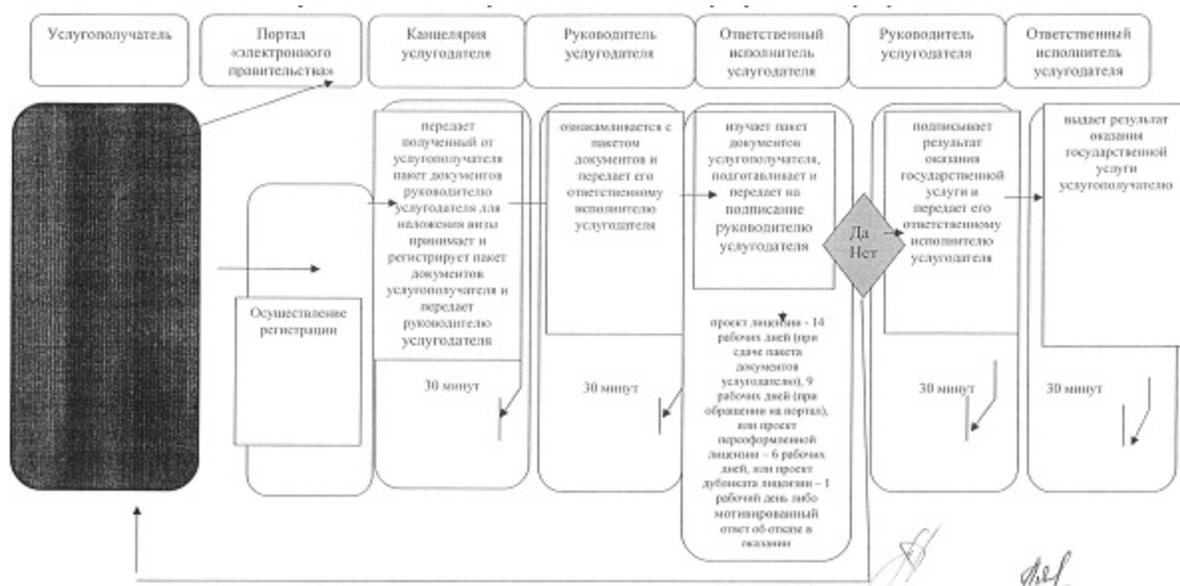 Услугополучатель
Портал
«электронного
правительства»
Канцелярия
услугодателя
Руководитель
услугодателя
Ответственный
исполнитель
услугодателя
Руководитель
услугодателя
Ответственный
исполнитель
услугодателя
Осуществление
регистрации
передает
полученный от
услугополучателя
пакет документов
руководителю
услугодателя для
наложения визы
принимает и
регистрирует пакет
документов
услугополучателя и
передает
руководителю
услугодателя
30 минут
ознакамливается с
пакетом
документов и
передает его
ответственному
исполнителю
услугодателя
30 минут
изучает пакет
документов
услугополучателя,
подготавливает и
передает на
подписание
руководителю
услугодателя
проект лицензии - 14
рабочих дней (при
сдаче пакета
документов
услугодателю), 9
рабочих дней (при
обращении на портал),
или проект
переоформленной
лицензии – 6 рабочих
дней, или проект
дубликата лицензии – 1
рабочий день либо
мотивированный
ответ об отказе в
оказании
Да
Нет
подписывает
результат
оказания
государственной
услуги и
передает его
ответственному
исполнителю
услугодателя
30 минут
выдает результат
оказания
государственной
услуги
услугополучателю
30 минут